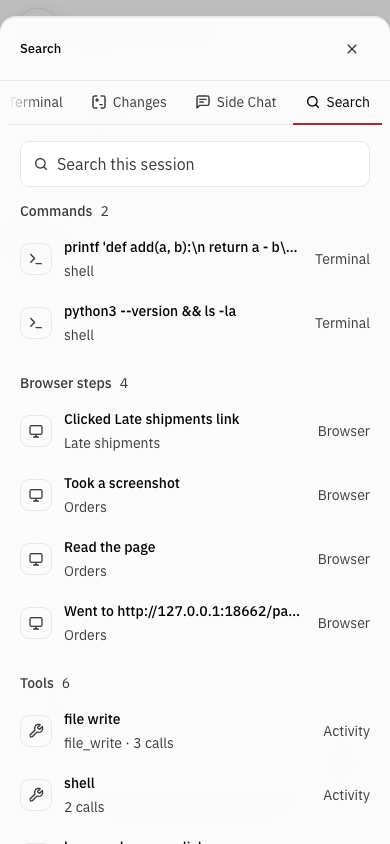 Search
Terminal
Changes
Side Chat
Search
Search this session
Commands 2
printf 'def add(a, b):\n return a - b\...
shell
Terminal
python3 --version && ls -la
shell
Terminal
Browser steps 4
Clicked Late shipments link
Late shipments
Browser
Took a screenshot
Orders
Browser
Read the page
Orders
Browser
Went to http://127.0.0.1:18662/pa...
Orders
Browser
Tools 6
file write
file_write · 3 calls
Activity
shell
2 calls
Activity